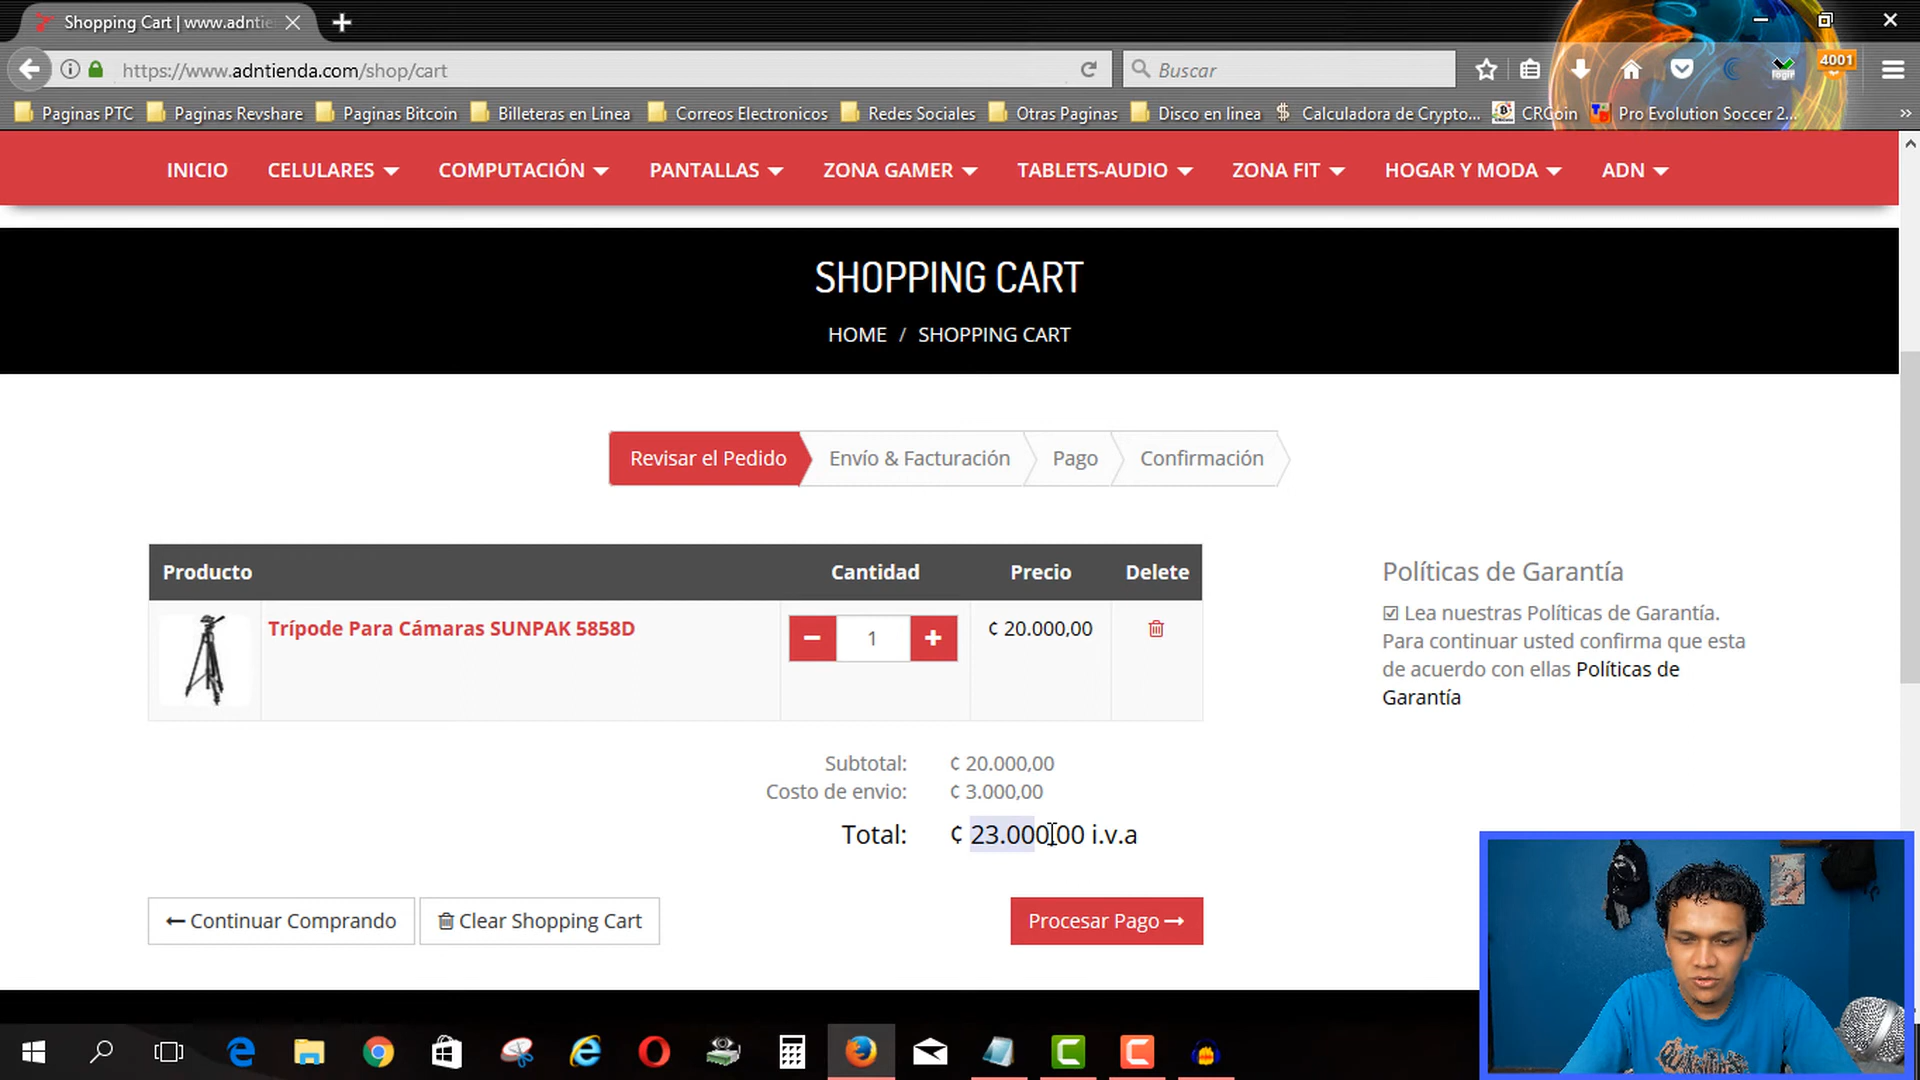 Shopping Cart | www.adntie
https://www.adntienda.com/shop/cart
Buscar
login
4001
Paginas PTC Paginas Revshare Paginas Bitcoin Billeteras en Linea Correos Electronicos Redes Sociales Otras Paginas Disco en linea Calculadora de Crypto... CRCoin Pro Evolution Soccer 2...
INICIO CELULARES COMPUTACIÓN PANTALLAS ZONA GAMER TABLETS-AUDIO ZONA FIT HOGAR Y MODA ADN
SHOPPING CART
HOME / SHOPPING CART
Revisar el Pedido Envío & Facturación Pago Confirmación
Producto Cantidad Precio Delete
Trípode Para Cámaras SUNPAK 5858D 1 ¢ 20.000,00
Políticas de Garantía
Lea nuestras Políticas de Garantía.
Para continuar usted confirma que esta
de acuerdo con ellas Políticas de
Garantía
Subtotal: ¢ 20.000,00
Costo de envio: ¢ 3.000,00
Total: ¢ 23.000,00 i.v.a
Continuar Comprando Clear Shopping Cart Procesar Pago